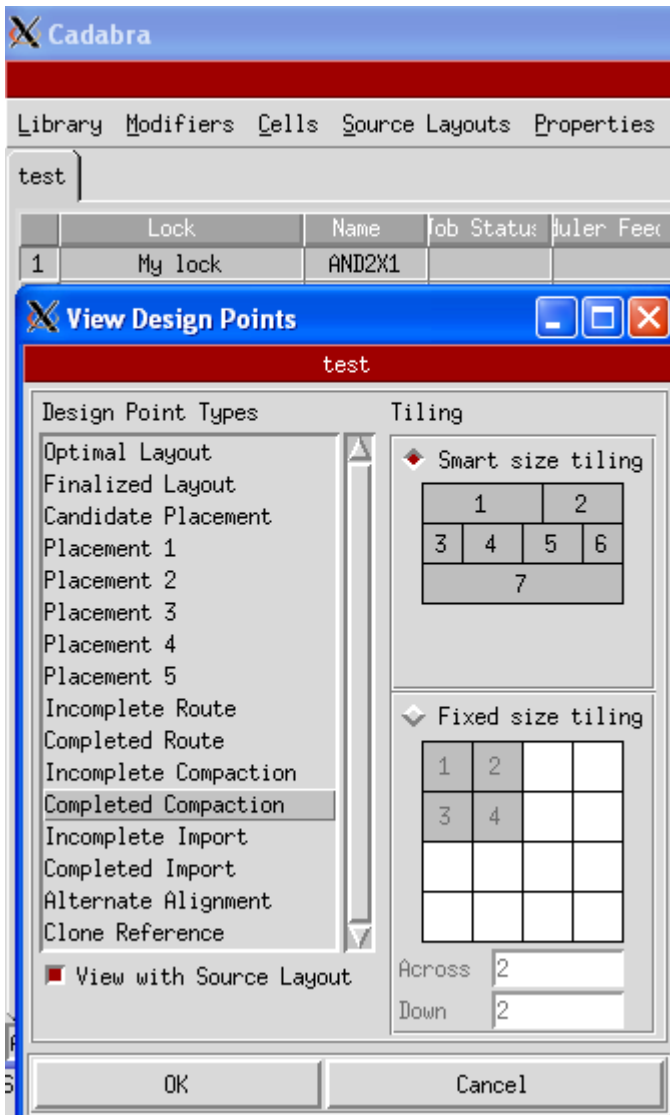 Cadabra
Library Modifiers Cells Source Layouts Properties
test
Lock Name Job Status duler Feed
1 My lock AND2X1
View Design Points
test
Design Point Types Tiling
Optimal Layout
Finalized Layout
Candidate Placement
Placement 1
Placement 2
Placement 3
Placement 4
Placement 5
Incomplete Route
Completed Route
Incomplete Compaction
Completed Compaction
Incomplete Import
Completed Import
Alternate Alignment
Clone Reference
View with Source Layout
Smart size tiling
1 2
3 4 5 6
7
Fixed size tiling
1 2
3 4
Across 2
Down 2
OK Cancel